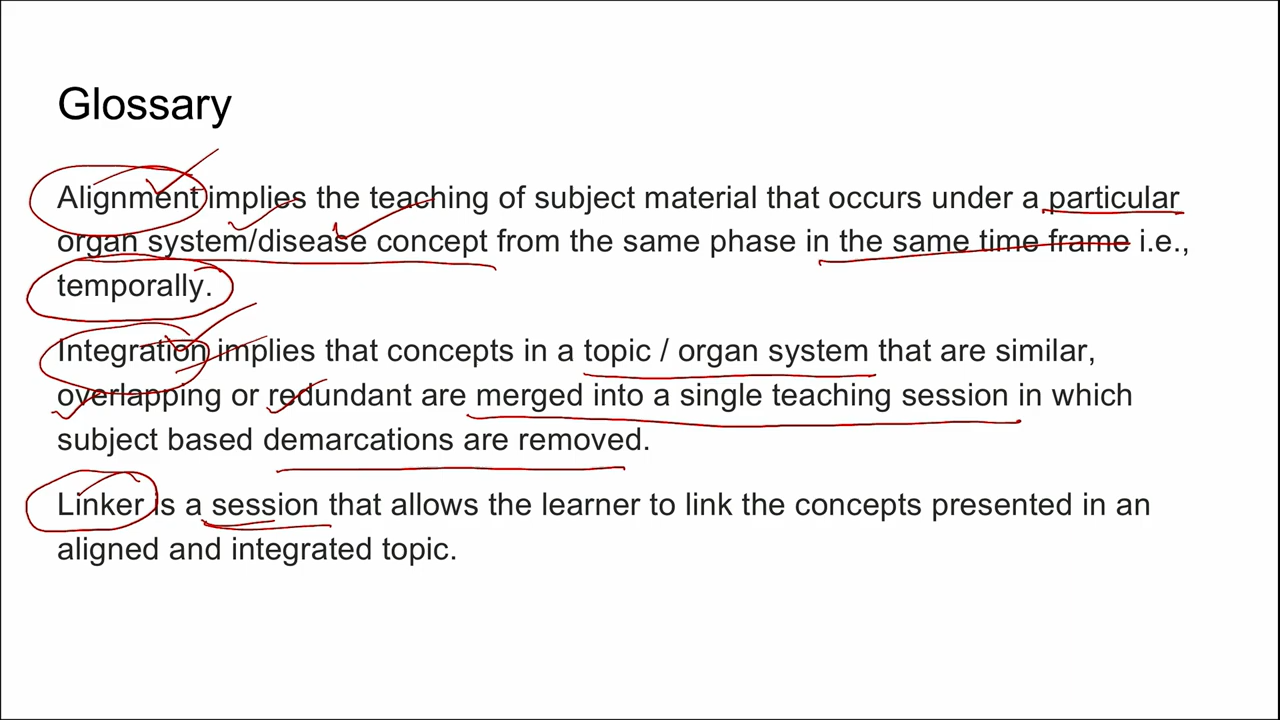 Glossary
Alignment implies the teaching of subject material that occurs under a particular
organ system/disease concept from the same phase in the same time frame i.e.,
temporally.
Integration implies that concepts in a topic / organ system that are similar,
overlapping or redundant are merged into a single teaching session in which
subject based demarcations are removed.
Linker is a session that allows the learner to link the concepts presented in an
aligned and integrated topic.